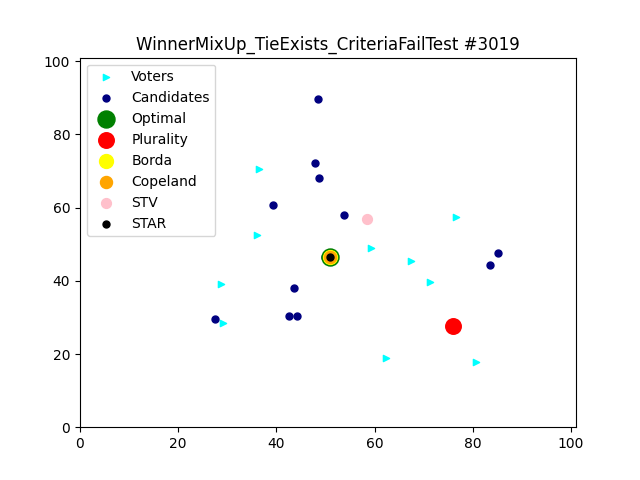 WinnerMixUp_TieExists_CriteriaFailTest #3019
100
80
60
40
20
0
Voters
Candidates
Optimal
Plurality
Borda
Copeland
STV
STAR
0 20 40 60 80 100